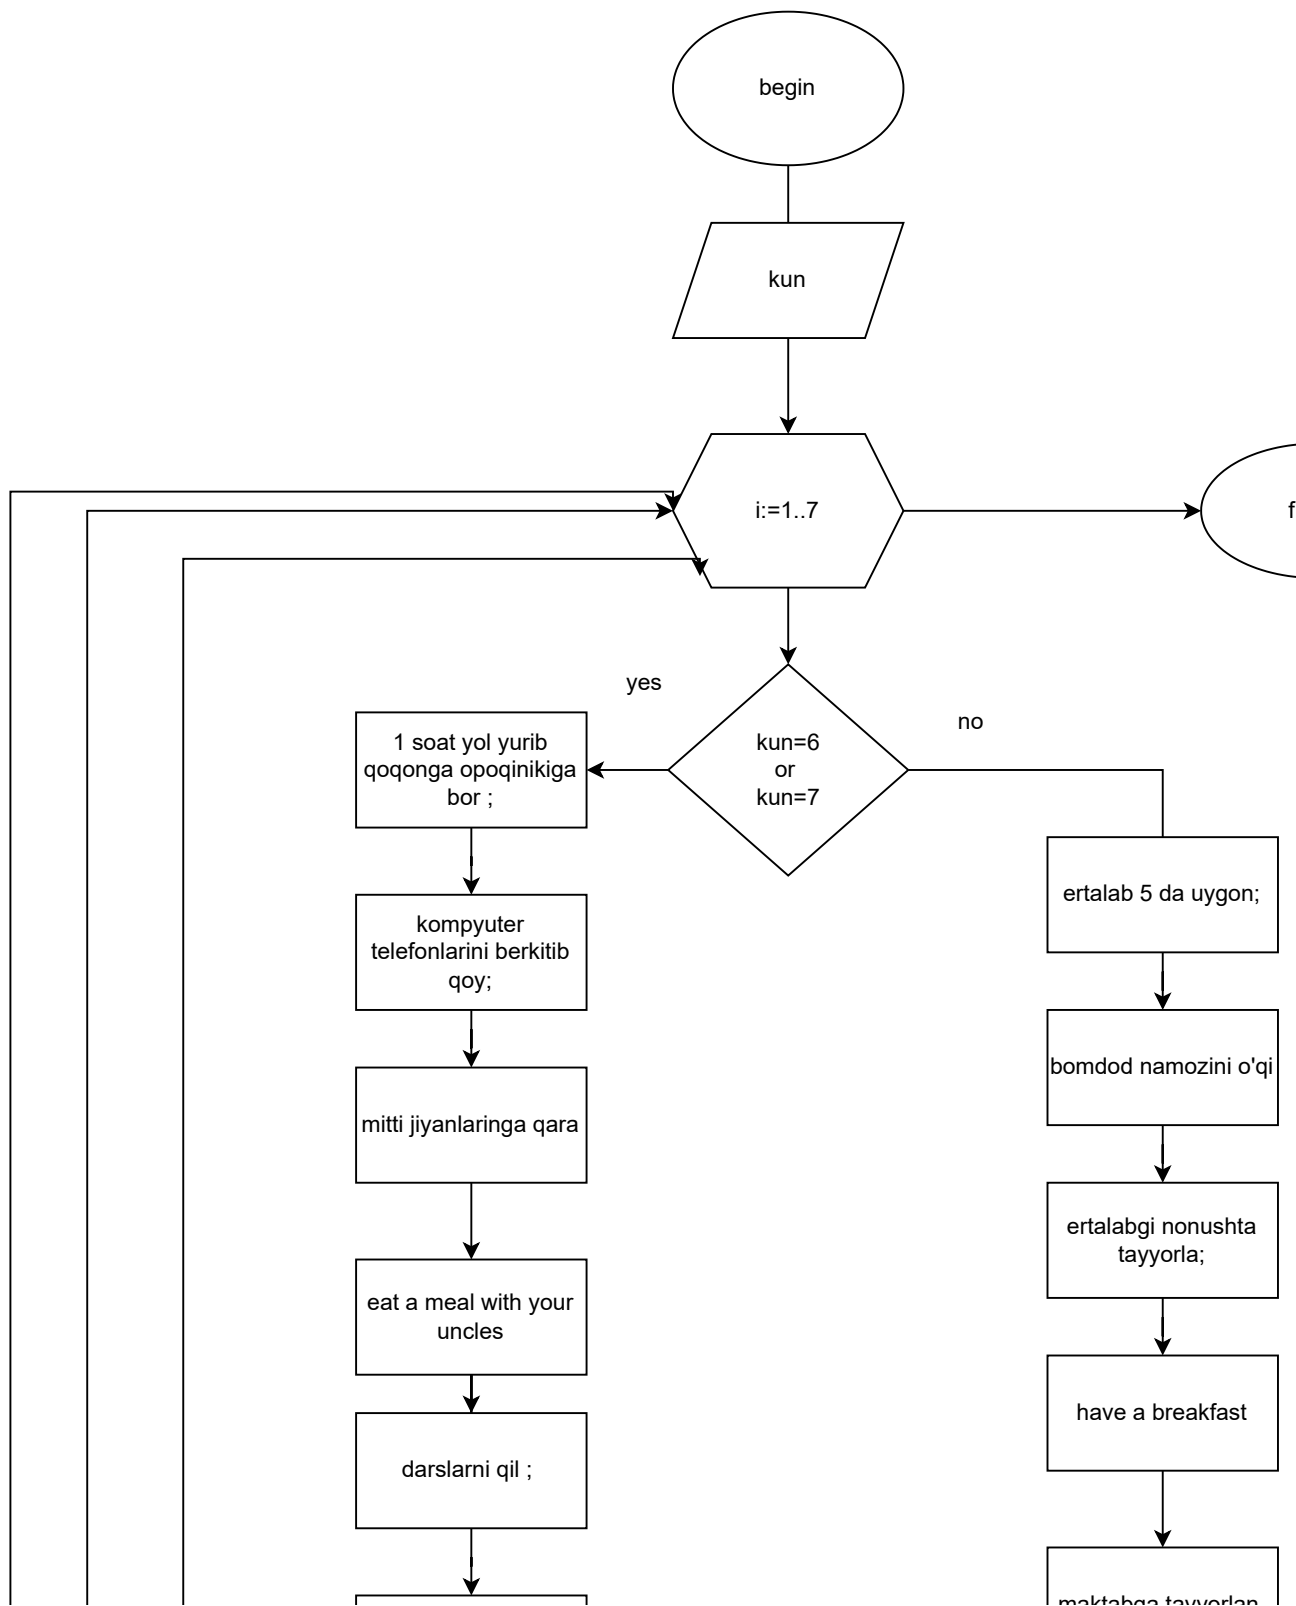 begin
kun
i:=1..7
f
yes
no
kun=6
or
kun=7
1 soat yol yurib
qoqonga opoqinikiga
bor ;
kompyuter
telefonlarini berkitib
qoy;
mitti jiyanlaringa qara
eat a meal with your
uncles
darslarni qil ;
ertalab 5 da uygon;
bomdod namozini o'qi
ertalabgi nonushta
tayyorla;
have a breakfast
maktabga tayyorlan